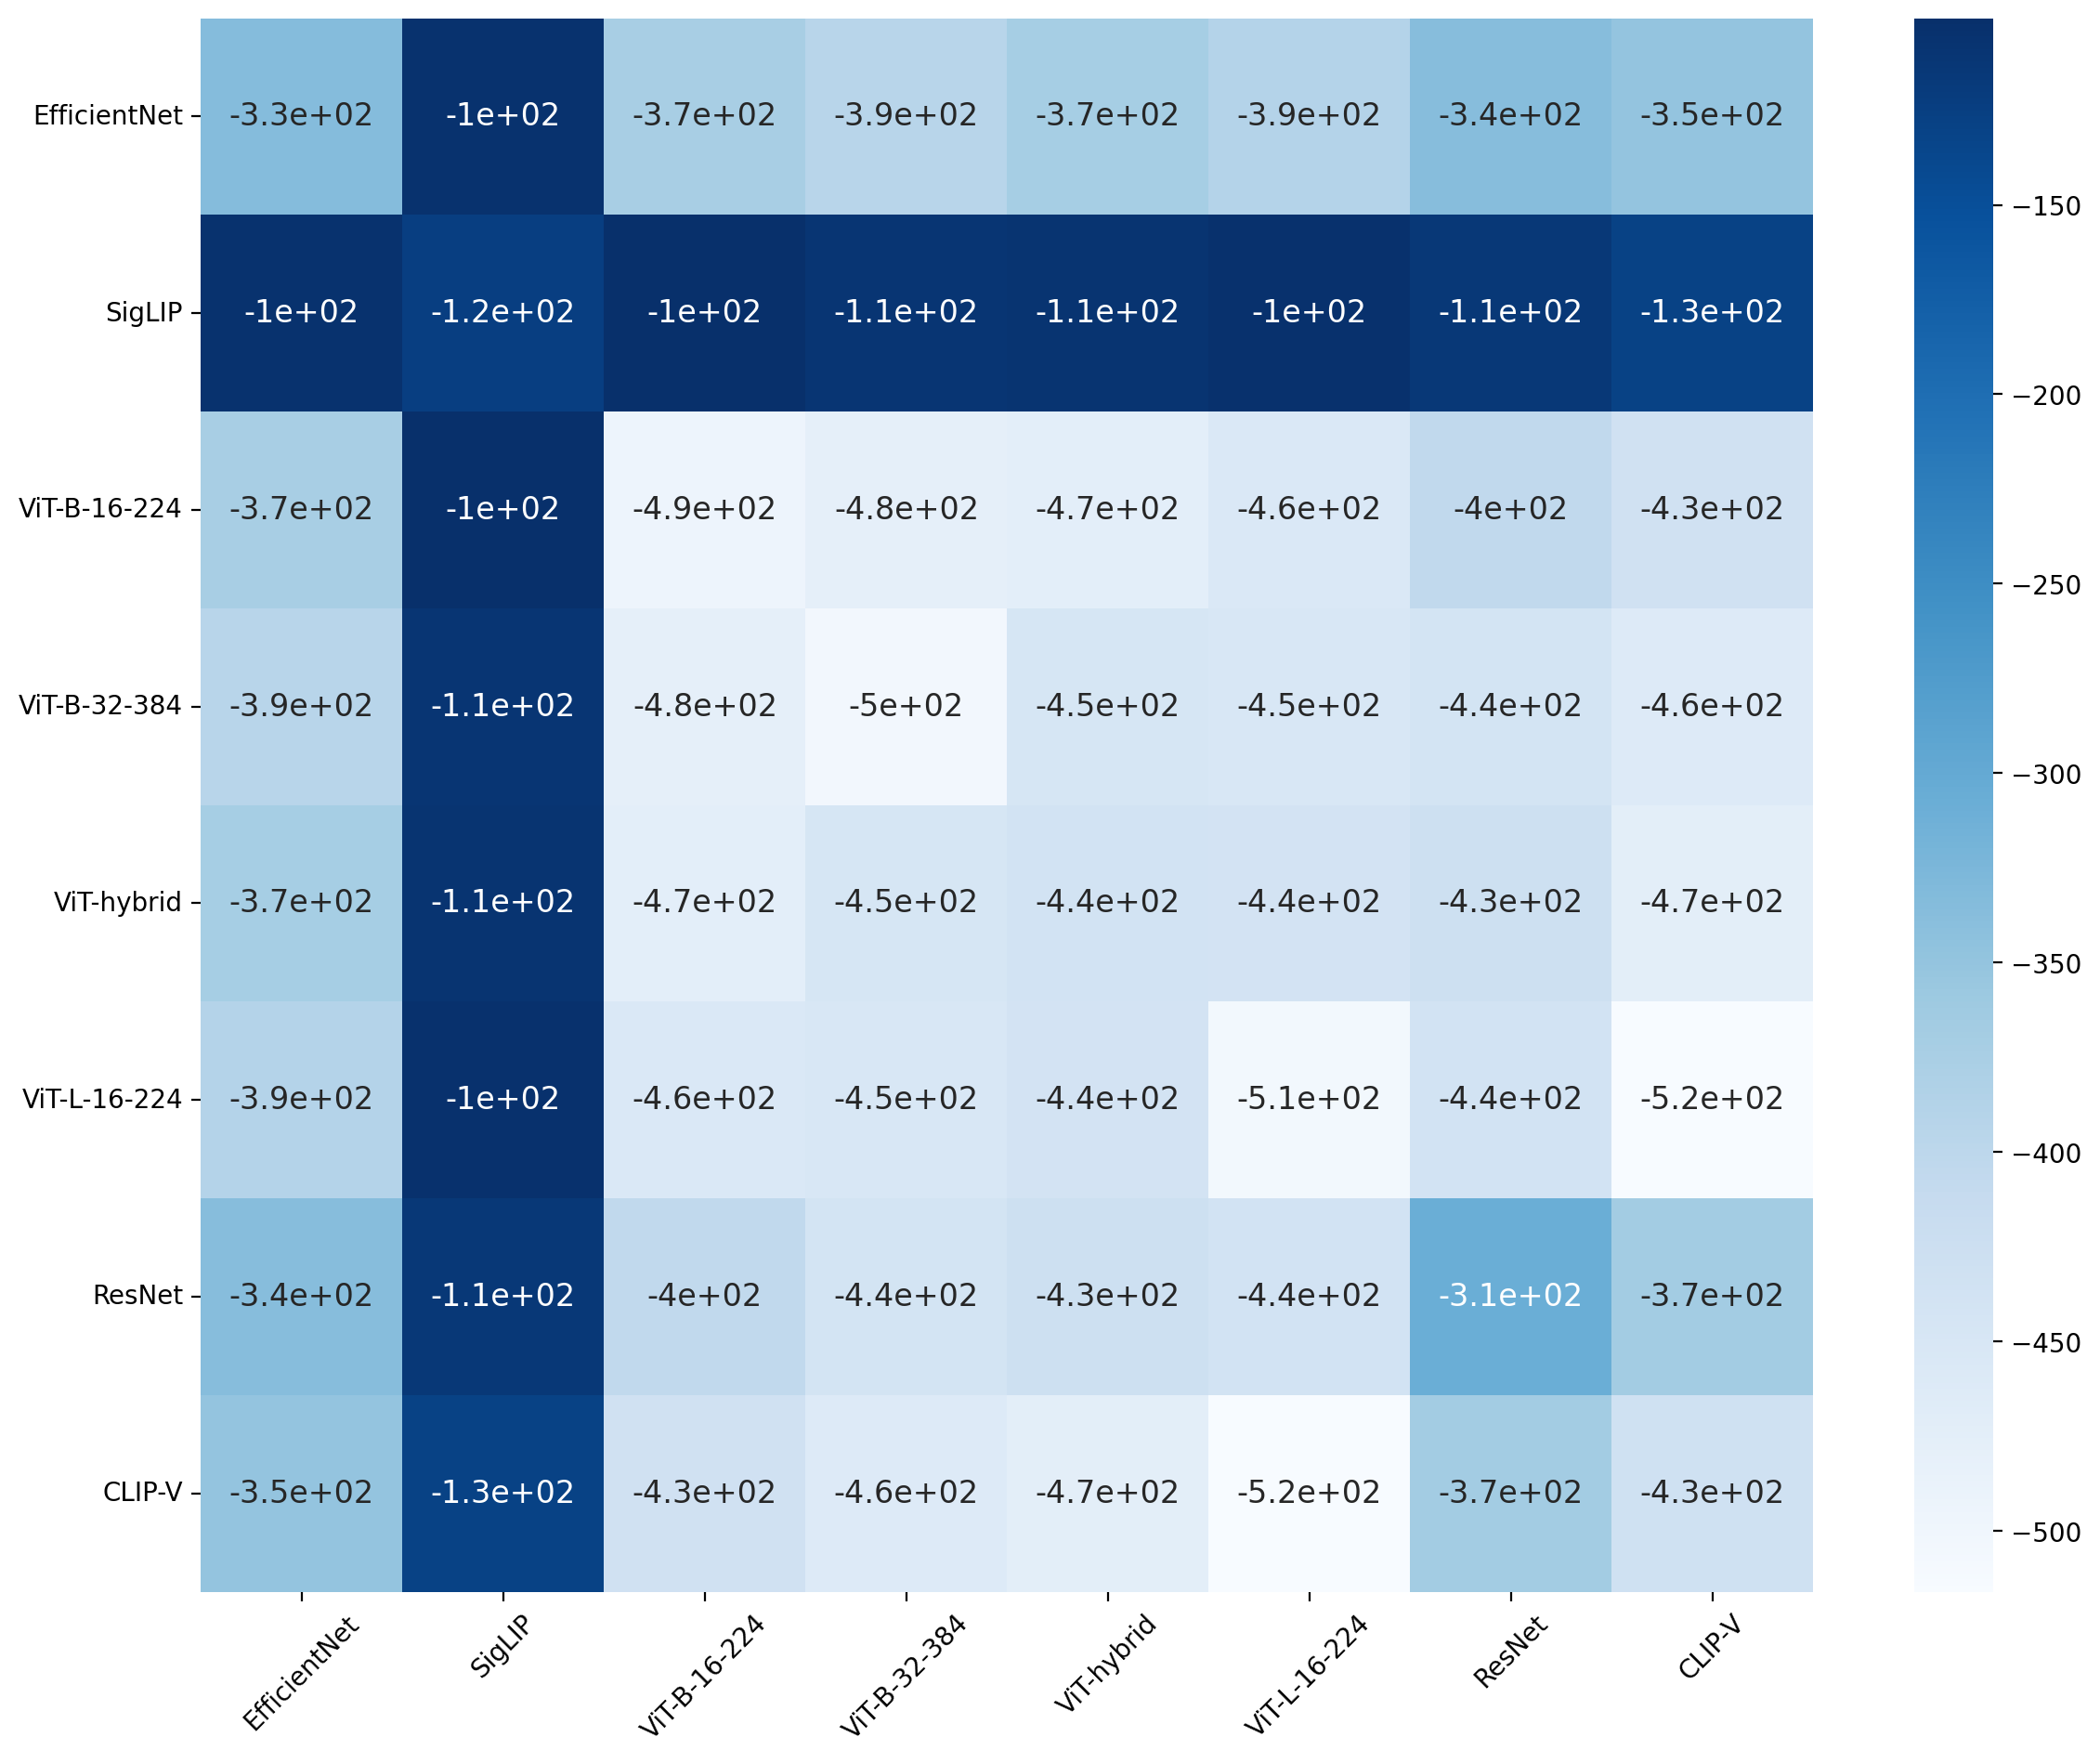 EfficientNet -3.3e+02 -1e+02 -3.7e+02 -3.9e+02 -3.7e+02 -3.9e+02 -3.4e+02 -3.5e+02
SigLIP -1e+02 -1.2e+02 -1e+02 -1.1e+02 -1.1e+02 -1e+02 -1.1e+02 -1.3e+02
ViT-B-16-224 -3.7e+02 -1e+02 -4.9e+02 -4.8e+02 -4.7e+02 -4.6e+02 -4e+02 -4.3e+02
ViT-B-32-384 -3.9e+02 -1.1e+02 -4.8e+02 -5e+02 -4.5e+02 -4.5e+02 -4.4e+02 -4.6e+02
ViT-hybrid -3.7e+02 -1.1e+02 -4.7e+02 -4.5e+02 -4.4e+02 -4.4e+02 -4.3e+02 -4.7e+02
ViT-L-16-224 -3.9e+02 -1e+02 -4.6e+02 -4.5e+02 -4.4e+02 -5.1e+02 -4.4e+02 -5.2e+02
ResNet -3.4e+02 -1.1e+02 -4e+02 -4.4e+02 -4.3e+02 -4.4e+02 -3.1e+02 -3.7e+02
CLIP-V -3.5e+02 -1.3e+02 -4.3e+02 -4.6e+02 -4.7e+02 -5.2e+02 -3.7e+02 -4.3e+02
EfficientNet SigLIP ViT-B-16-224 ViT-B-32-384 ViT-hybrid ViT-L-16-224 ResNet CLIP-V
−150
−200
−250
−300
−350
−400
−450
−500